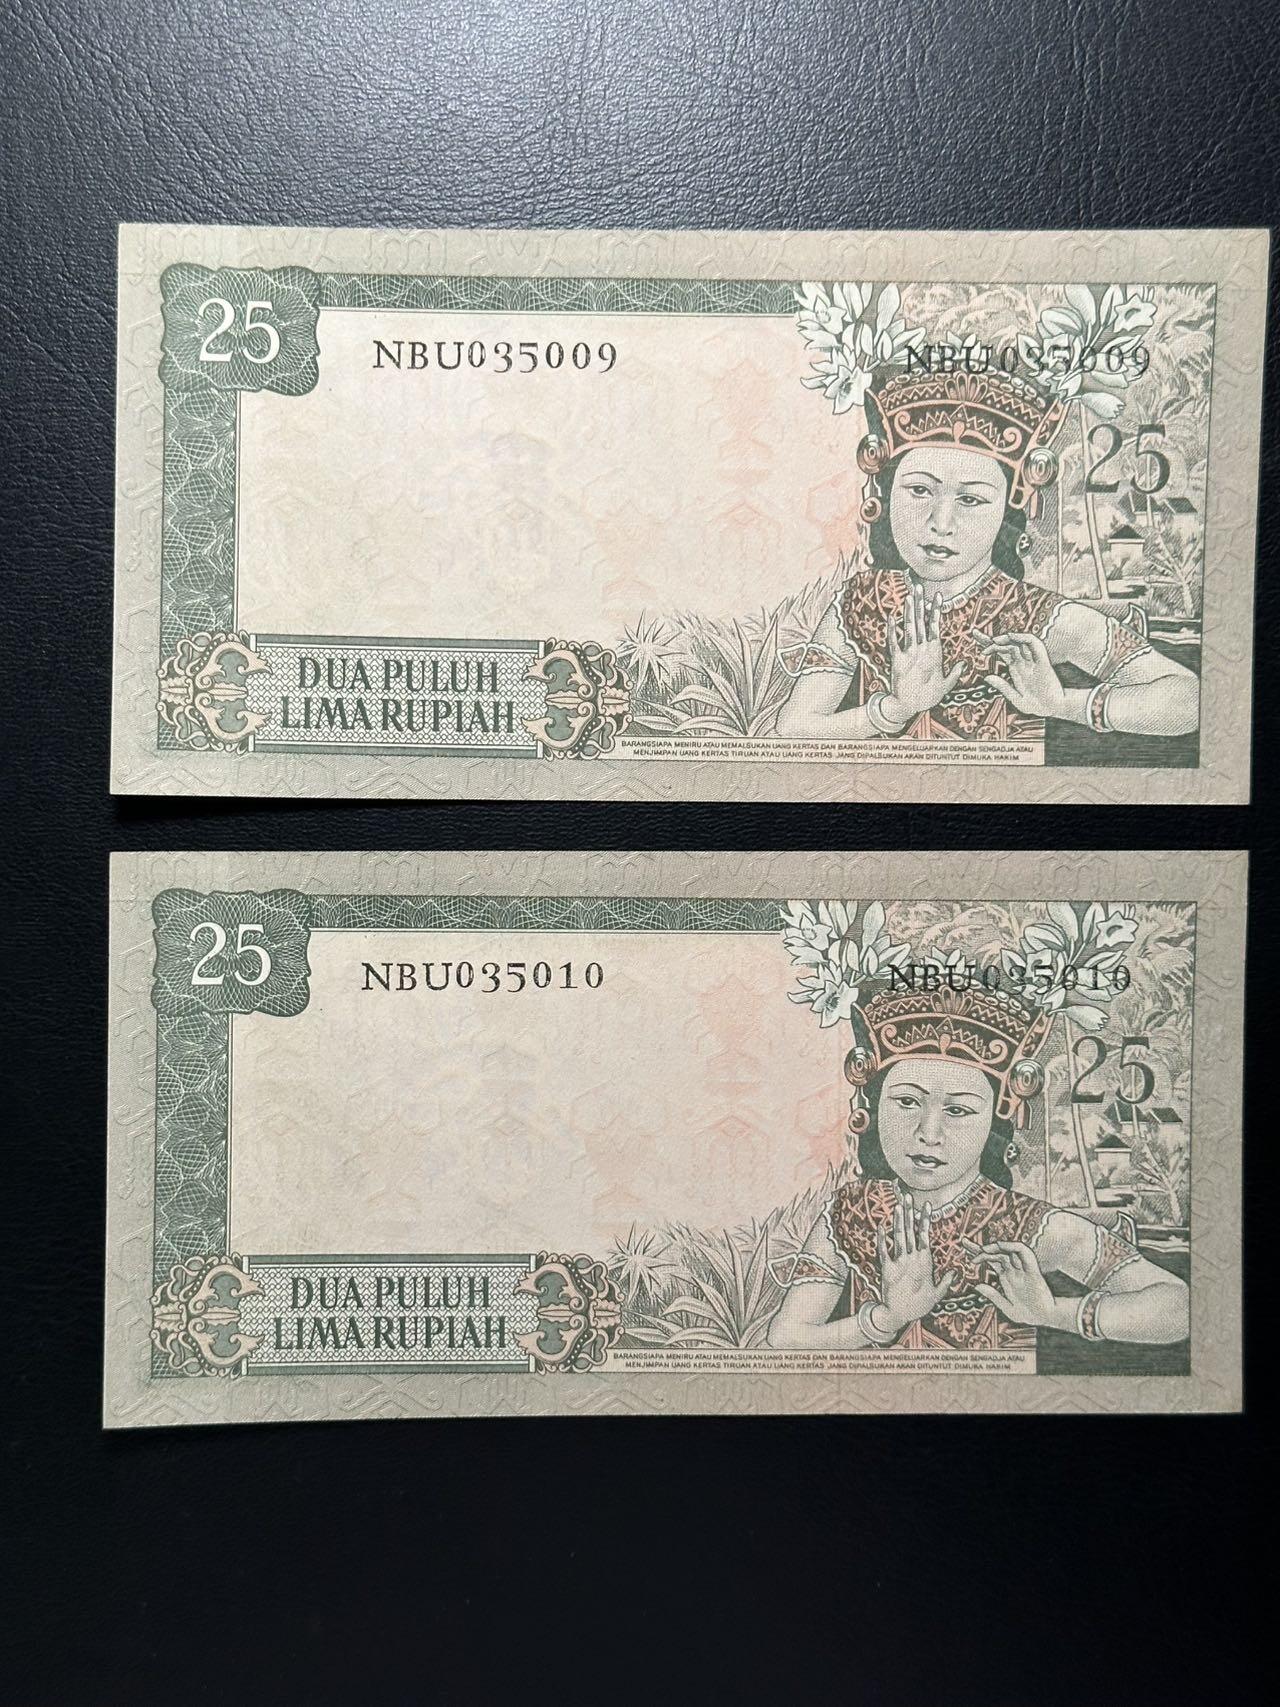 25
NBU035009 NBU035009
25
DUA PULUH
LIMA RUPIAH
BARANGSIAPA MENIRU ATAU MEMALSUKAN UANG KERTAS DAN BARANGSIAPA MENGELUARKAN DENGAN SENGADJA ATAU
MENJIMPAN UANG KERTAS TIRUAN ATAU UANG KERTAS JANG DIPALSUKAN AKAN DITUNTUT DIMUKA HAKIM
25
NBU035010 NBU035010
25
DUA PULUH
LIMA RUPIAH
BARANGSIAPA MENIRU ATAU MEMALSUKAN UANG KERTAS DAN BARANGSIAPA MENGELUARKAN DENGAN SENGADJA ATAU
MENJIMPAN UANG KERTAS TIRUAN ATAU UANG KERTAS JANG DIPALSUKAN AKAN DITUNTUT DIMUKA HAKIM